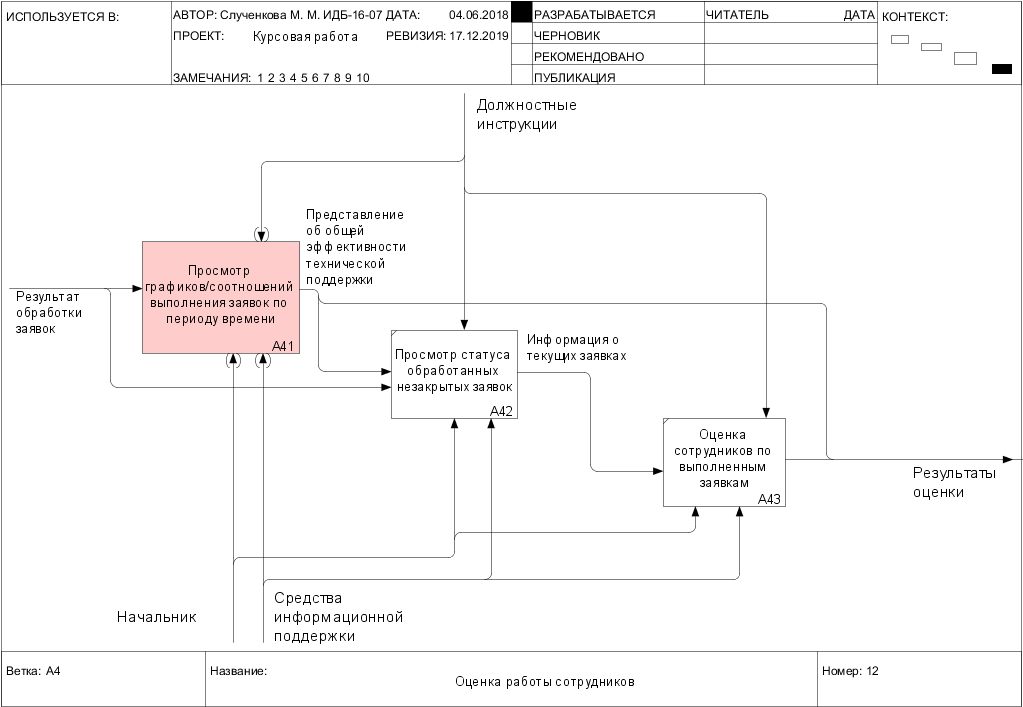 ИСПОЛЬЗУЕТСЯ В:
АВТОР: Слученкова М. М. ИДБ-16-07 ДАТА: 04.06.2018
ПРОЕКТ: Курсовая работа РЕВИЗИЯ: 17.12.2019
ЗАМЕЧАНИЯ: 1 2 3 4 5 6 7 8 9 10
РАЗРАБАТЫВАЕТСЯ
ЧЕРНОВИК
РЕКОМЕНДОВАНО
ПУБЛИКАЦИЯ
ЧИТАТЕЛЬ ДАТА
КОНТЕКСТ:
Должностные
инструкции
Представление
об общей
эффективности
технической
поддержки
Просмотр
графиков/соотношений
выполнения заявок по
периоду времени
A41
Результат
обработки
заявок
Просмотр статуса
обработанных
незакрытых заявок
A42
Информация о
текущих заявках
Оценка
сотрудников по
выполненным
заявкам
A43
Результаты
оценки
Начальник
Средства
информационной
поддержки
Ветка: A4
Название:
Оценка работы сотрудников
Номер: 12